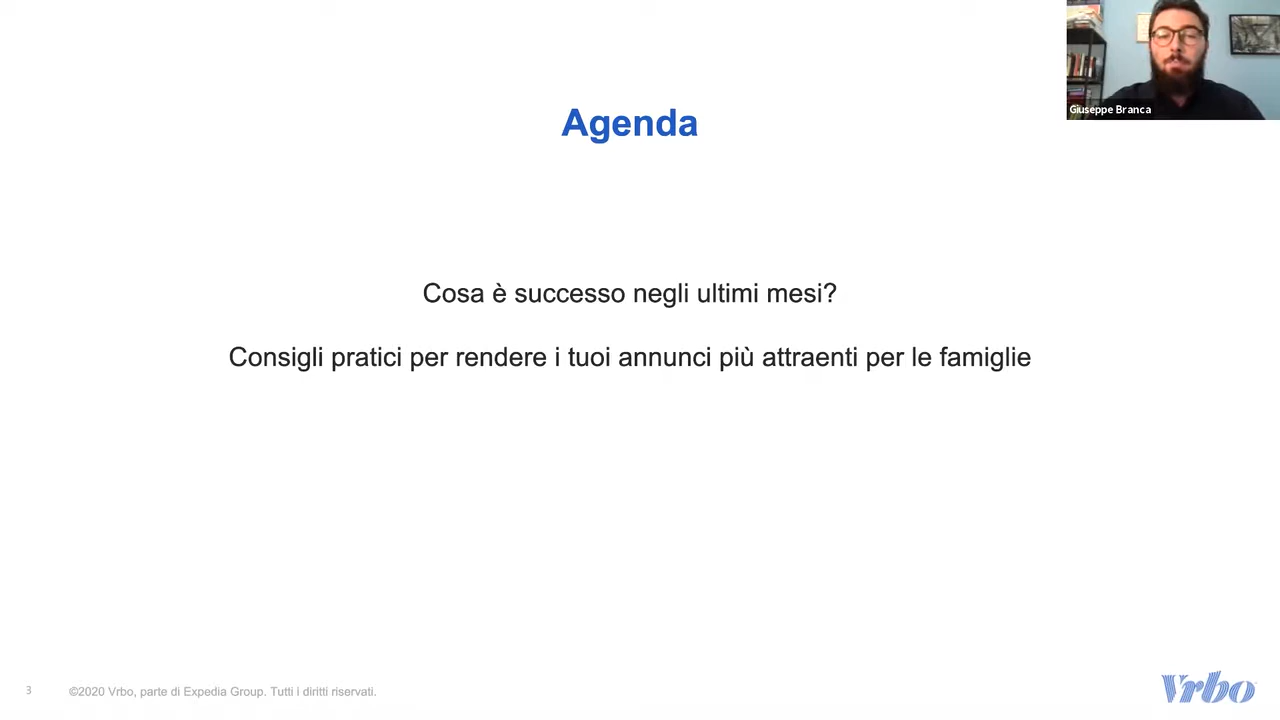 Giuseppe Branca
Agenda
Cosa è successo negli ultimi mesi?
Consigli pratici per rendere i tuoi annunci più attraenti per le famiglie
3
©2020 Vrbo, parte di Expedia Group. Tutti i diritti riservati.
Vrbo